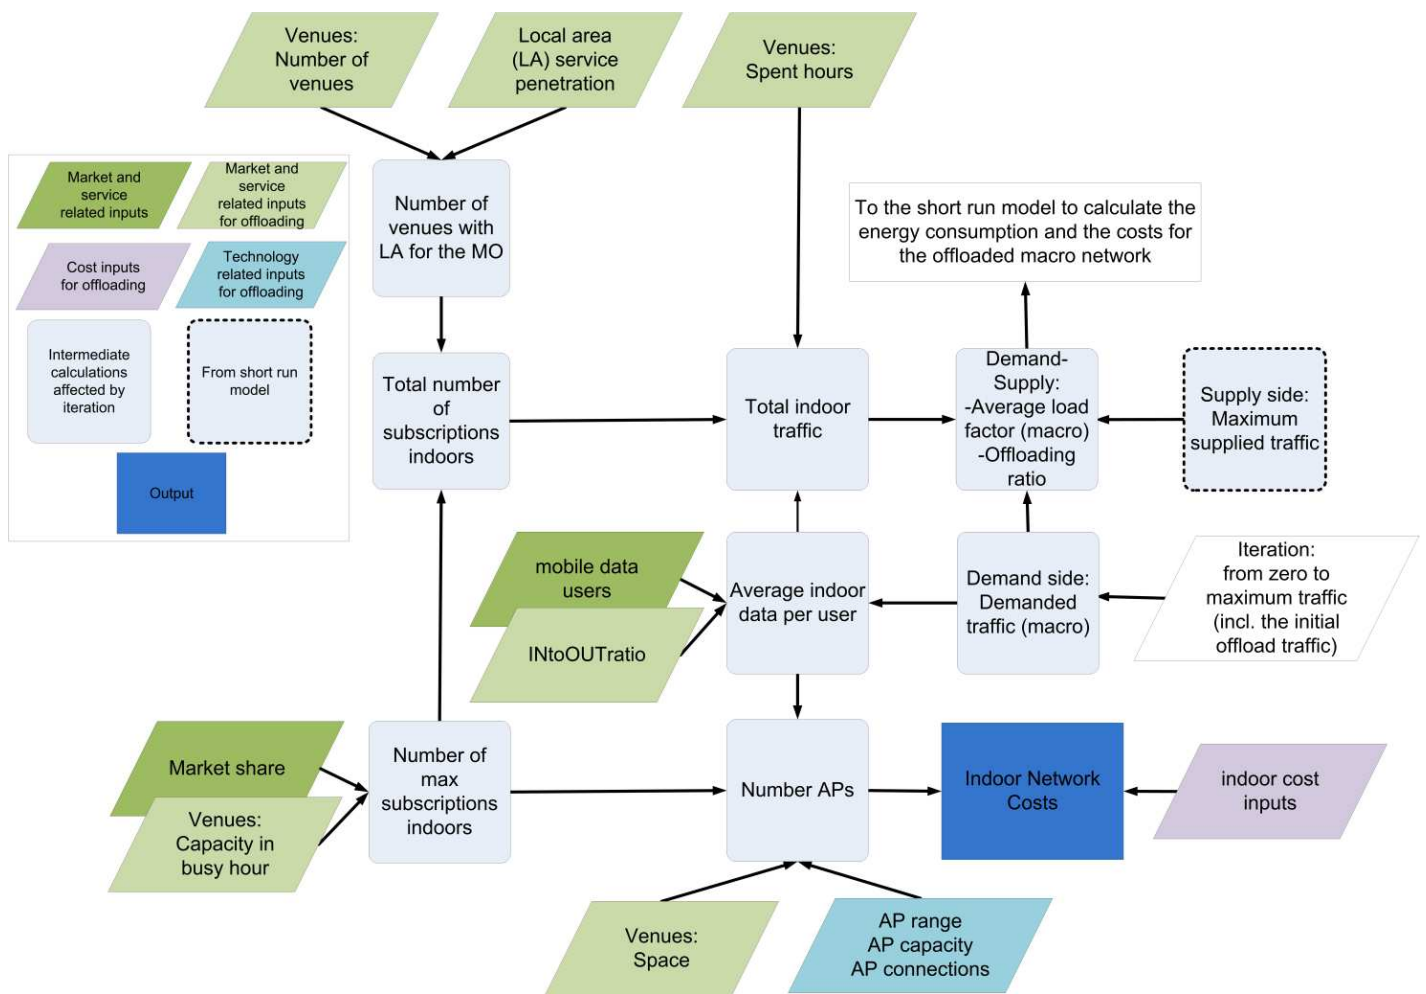 Venues:
Number of
venues
Local area
(LA) service
penetration
Venues:
Spent hours
Market and
service
related inputs
Market and
service
related inputs
for offloading
Cost inputs
for offloading
Technology
related inputs
for offloading
Intermediate
calculations
affected by
iteration
From short run
model
Output
Number of
venues with
LA for the MO
To the short run model to calculate the
energy consumption and the costs for
the offloaded macro network
Total number
of
subscriptions
indoors
Total indoor
traffic
Demand-
Supply:
-Average load
factor (macro)
-Offloading
ratio
Supply side:
Maximum
supplied traffic
mobile data
users
INtoOUTratio
Average indoor
data per user
Demand side:
Demanded
traffic (macro)
Iteration:
from zero to
maximum traffic
(incl. the initial
offload traffic)
Market share
Venues:
Capacity in
busy hour
Number of
max
subscriptions
indoors
Number APs
Indoor Network
Costs
indoor cost
inputs
Venues:
Space
AP range
AP capacity
AP connections